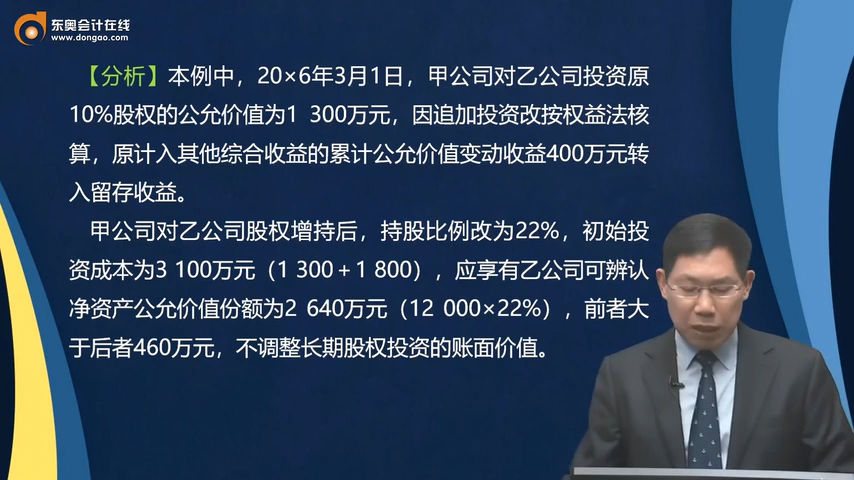 东奥会计在线
www.dongao.com
【分析】本例中，20×6年3月1日，甲公司对乙公司投资原
10%股权的公允价值为1 300万元，因追加投资改按权益法核
算，原计入其他综合收益的累计公允价值变动收益400万元转
入留存收益。
甲公司对乙公司股权增持后，持股比例改为22%，初始投
资成本为3 100万元（1 300＋1 800），应享有乙公司可辨认
净资产公允价值份额为2 640万元（12 000×22%），前者大
于后者460万元，不调整长期股权投资的账面价值。